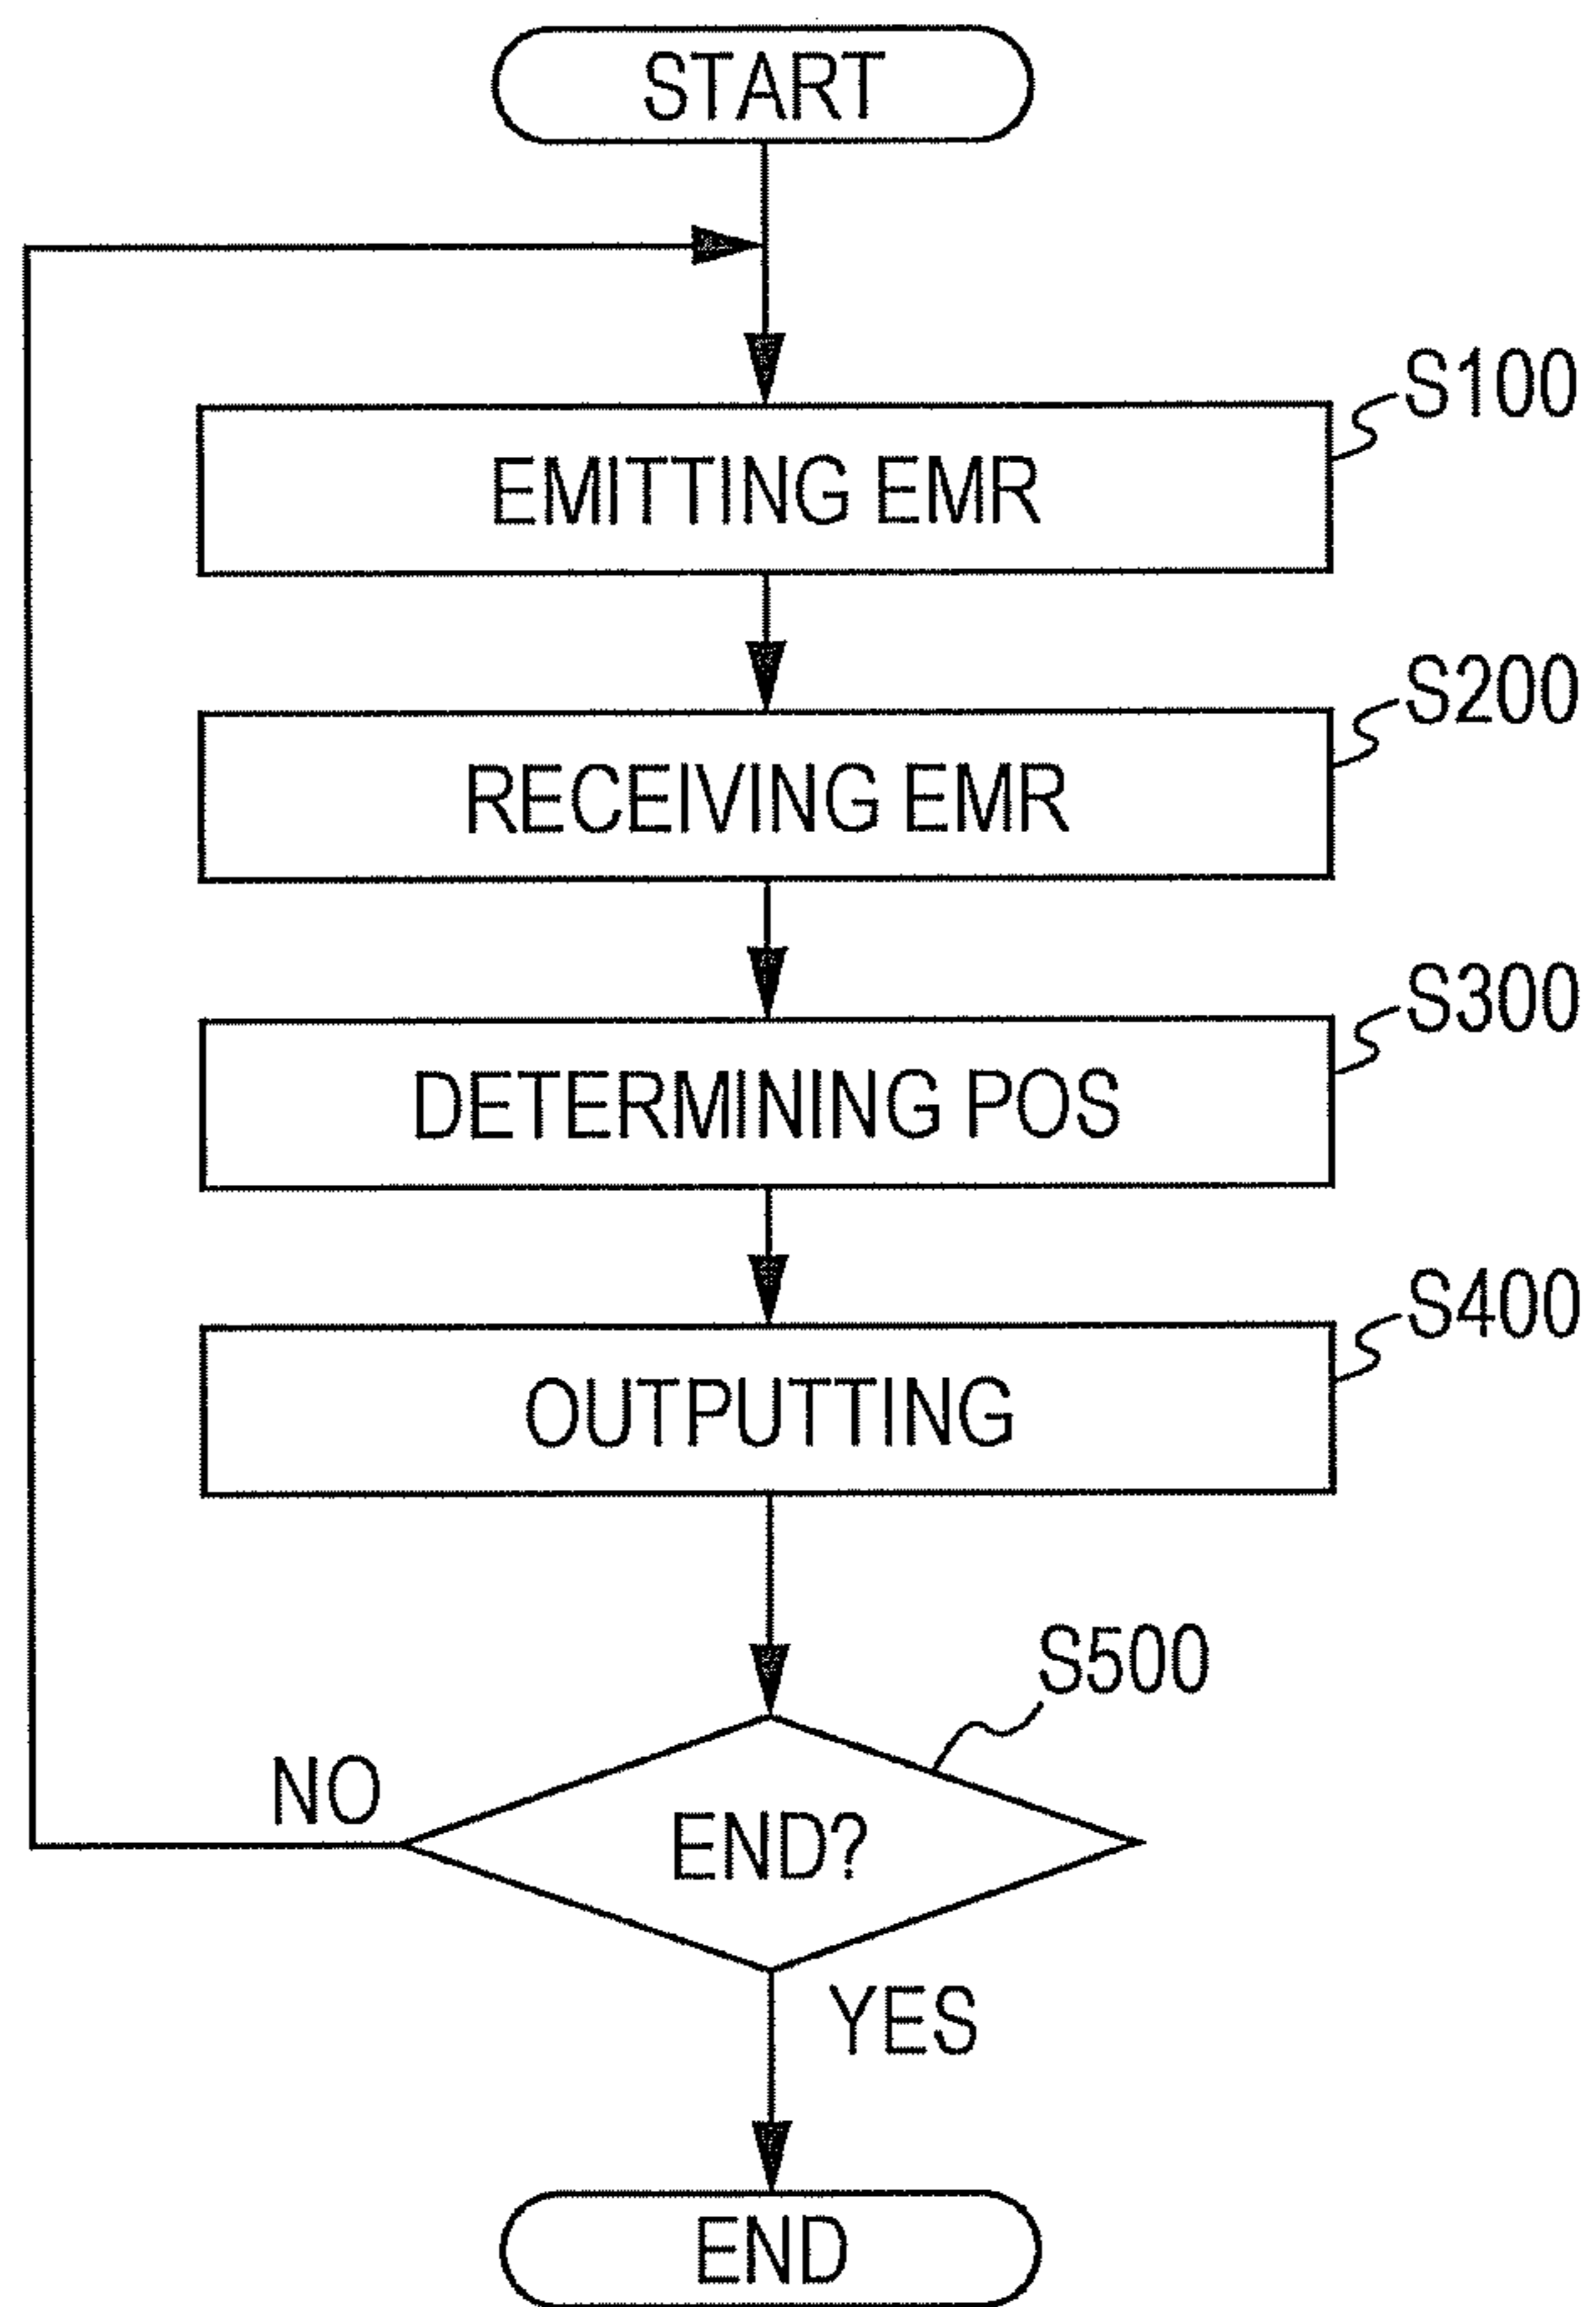 START
S100
EMITTING EMR
S200
RECEIVING EMR
S300
DETERMINING POS
S400
OUTPUTTING
S500
NO
END?
YES
END